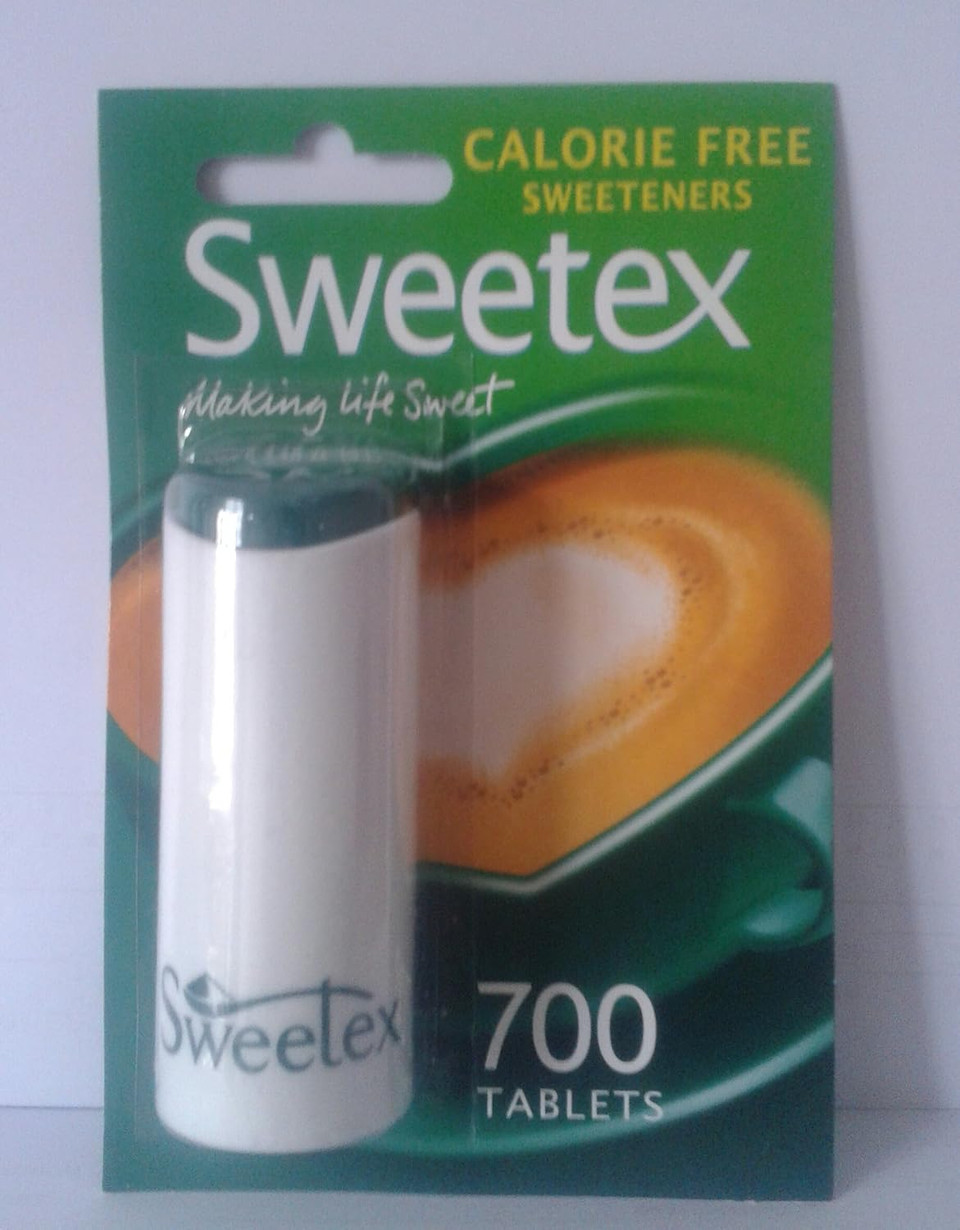 CALORIE FREE
SWEETENERS
Sweetex
Making Life Sweet
Sweetex
700
TABLETS